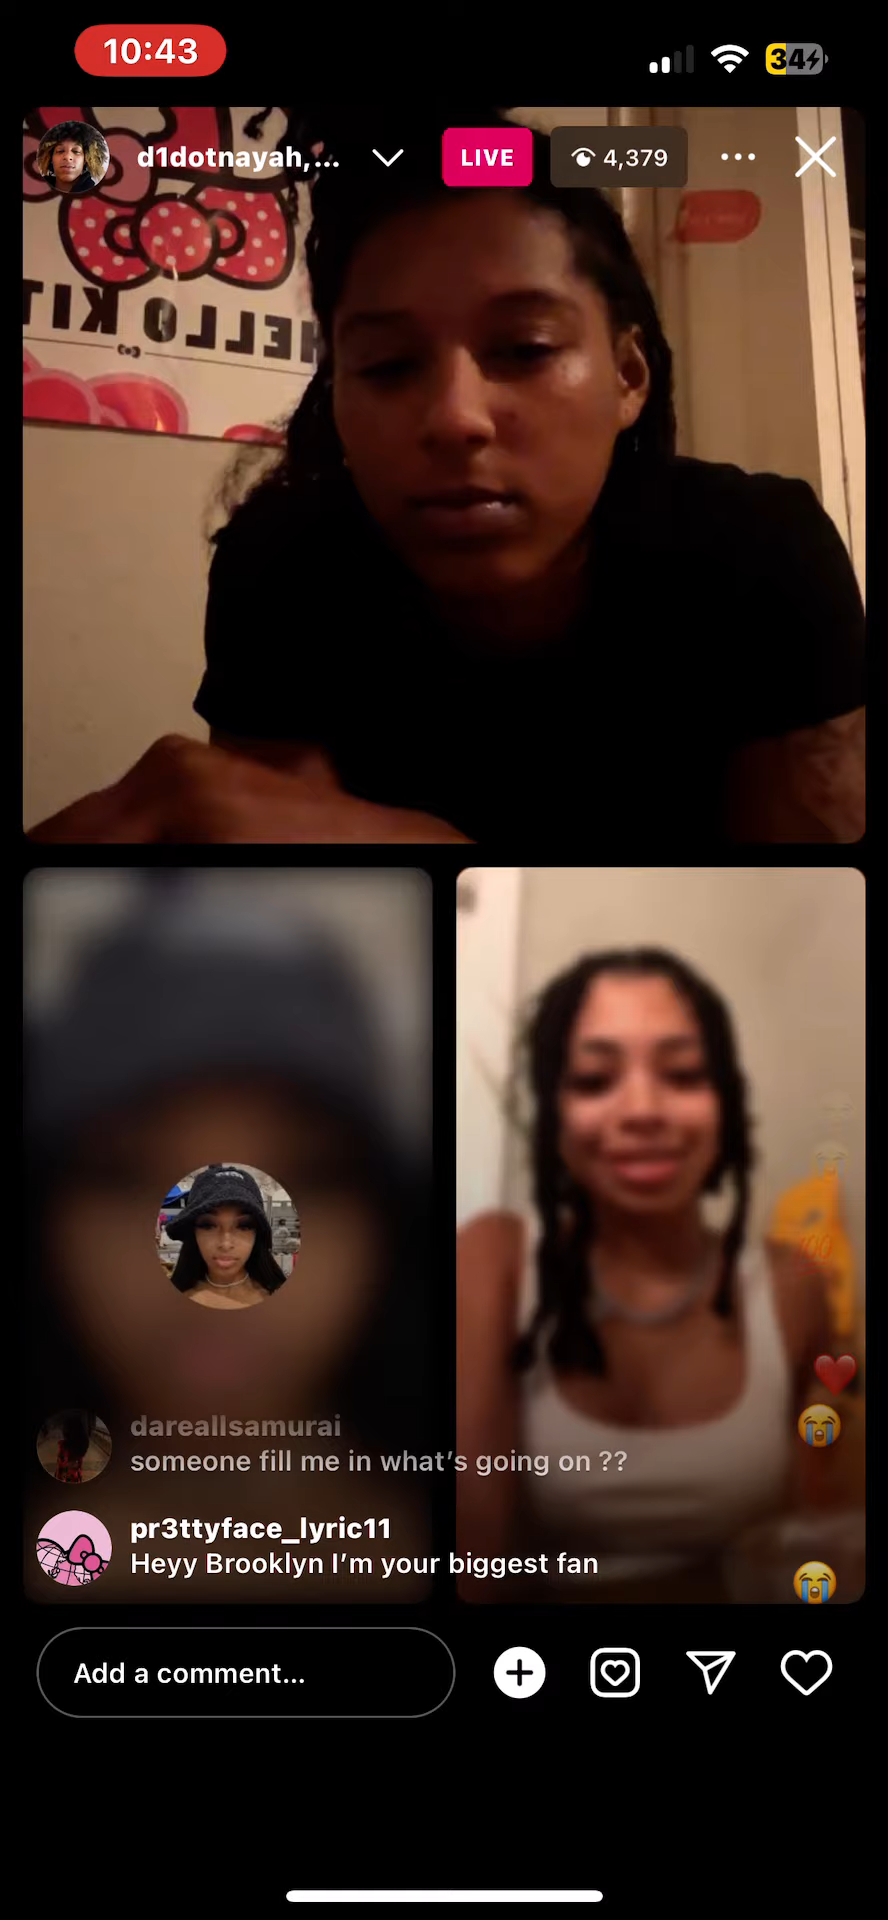 10:43
34
d1dotnayah,...
LIVE
4,379
HELLO KIT
dareallsamurai
someone fill me in what's going on ??
pr3ttyface_lyric11
Heyy Brooklyn I'm your biggest fan
Add a comment...